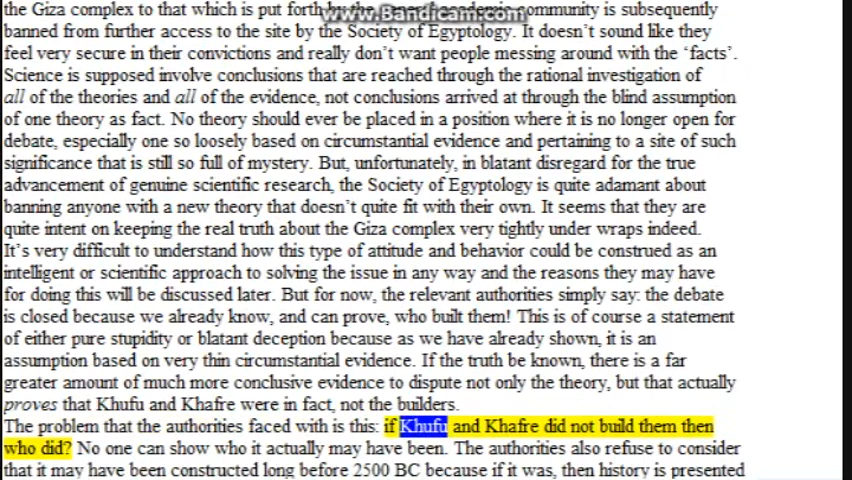 the Giza complex to that which is put forth by the general academic community is subsequently
www.Bandicam.com
banned from further access to the site by the Society of Egyptology. It doesn’t sound like they
feel very secure in their convictions and really don’t want people messing around with the ‘facts’.
Science is supposed involve conclusions that are reached through the rational investigation of
all of the theories and all of the evidence, not conclusions arrived at through the blind assumption
of one theory as fact. No theory should ever be placed in a position where it is no longer open for
debate, especially one so loosely based on circumstantial evidence and pertaining to a site of such
significance that is still so full of mystery. But, unfortunately, in blatant disregard for the true
advancement of genuine scientific research, the Society of Egyptology is quite adamant about
banning anyone with a new theory that doesn’t quite fit with their own. It seems that they are
quite intent on keeping the real truth about the Giza complex very tightly under wraps indeed.
It’s very difficult to understand how this type of attitude and behavior could be construed as an
intelligent or scientific approach to solving the issue in any way and the reasons they may have
for doing this will be discussed later. But for now, the relevant authorities simply say: the debate
is closed because we already know, and can prove, who built them! This is of course a statement
of either pure stupidity or blatant deception because as we have already shown, it is an
assumption based on very thin circumstantial evidence. If the truth be known, there is a far
greater amount of much more conclusive evidence to dispute not only the theory, but that actually
proves that Khufu and Khafre were in fact, not the builders.
The problem that the authorities faced with is this: if Khufu and Khafre did not build them then
who did? No one can show who it actually may have been. The authorities also refuse to consider
that it may have been constructed long before 2500 BC because if it was, then history is presented